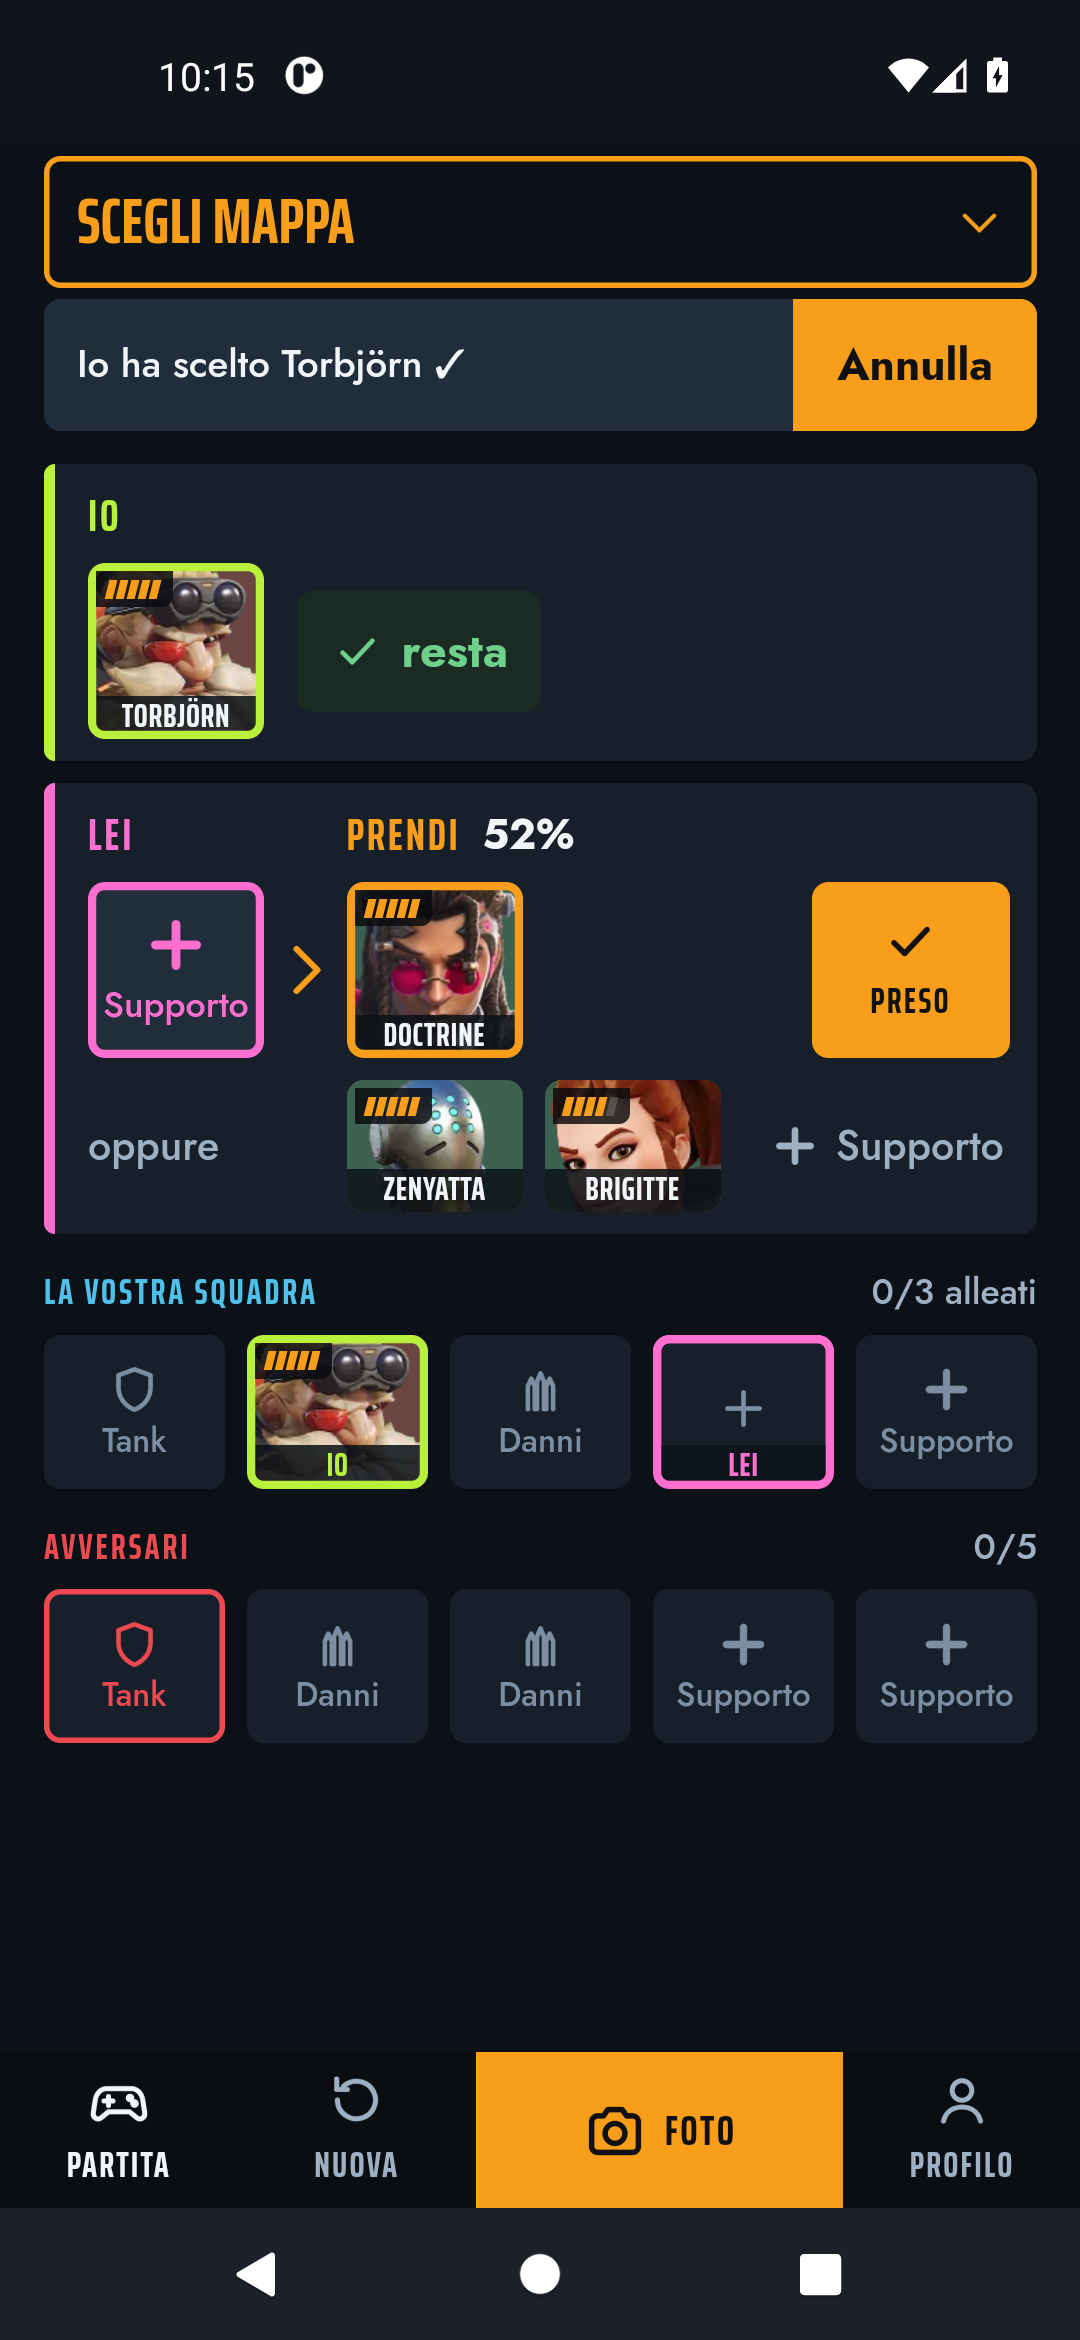 10:15
SCEGLI MAPPA
Io ha scelto Torbjörn ✓
Annulla
IO
TORBJÖRN
resta
LEI
PRENDI 52%
Supporto
DOCTRINE
PRESO
oppure
ZENYATTA
BRIGITTE
Supporto
LA VOSTRA SQUADRA
0/3 alleati
Tank
IO
Danni
LEI
Supporto
AVVERSARI
0/5
Tank
Danni
Danni
Supporto
Supporto
PARTITA
NUOVA
FOTO
PROFILO